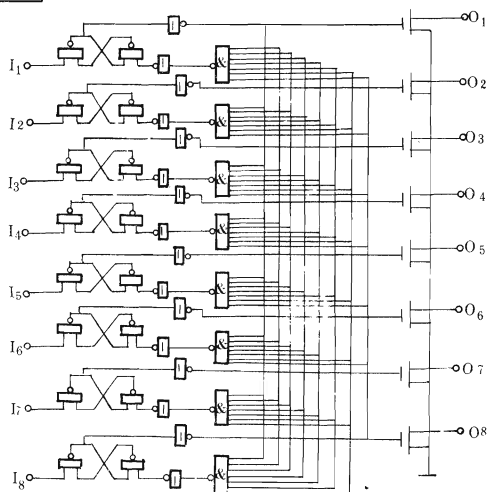 O1
I1 &
O2
I2 &
O3
I3 &
O4
I4 &
O5
I5 &
O6
I6 &
O7
I7 &
O8
I8 &